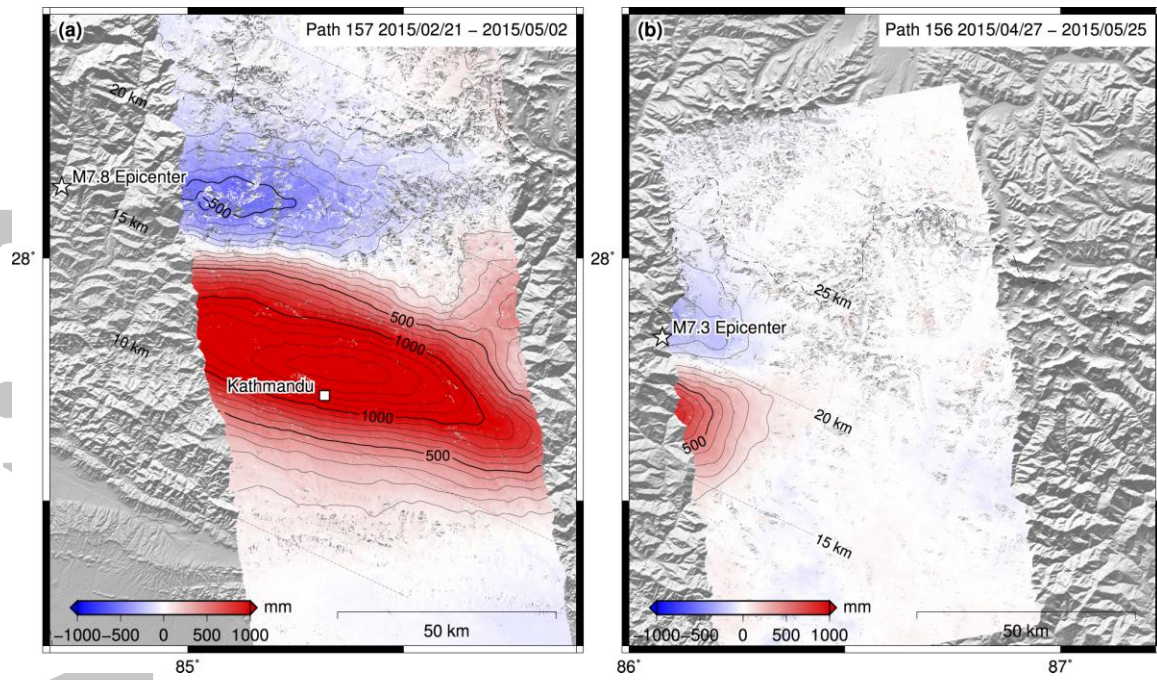 (a) Path 157 2015/02/21 − 2015/05/02
20 km
M7.8 Epicenter
−500
15 km
28°
500
1000
10 km
Kathmandu
1000
500
mm
−1000 −500 0 500 1000
50 km
85°
(b) Path 156 2015/04/27 − 2015/05/25
28°
25 km
M7.3 Epicenter
20 km
500
15 km
mm
−1000 −500 0 500 1000
50 km
86° 87°